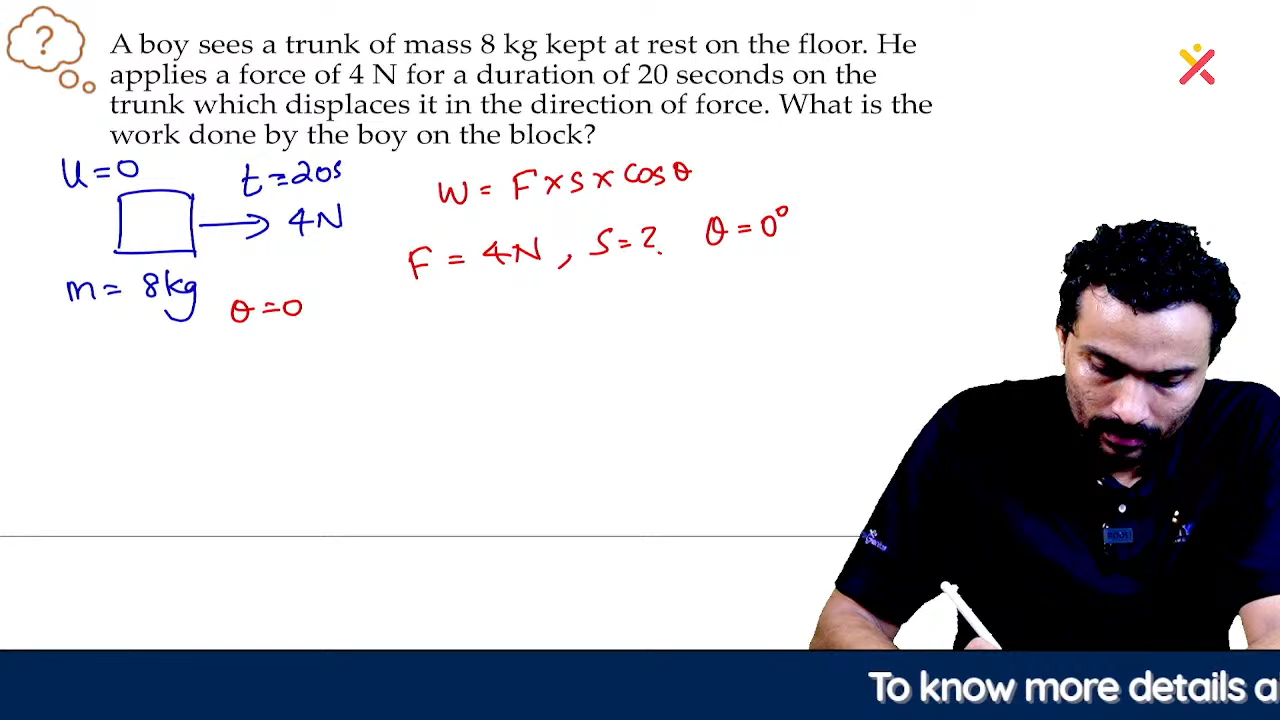 ?
A boy sees a trunk of mass 8 kg kept at rest on the floor. He
applies a force of 4 N for a duration of 20 seconds on the
trunk which displaces it in the direction of force. What is the
work done by the boy on the block?
u = 0
t = 20s
4N
m = 8kg
θ = 0
W = F × s × cos θ
F = 4N , S = ? θ = 0°
To know more details a